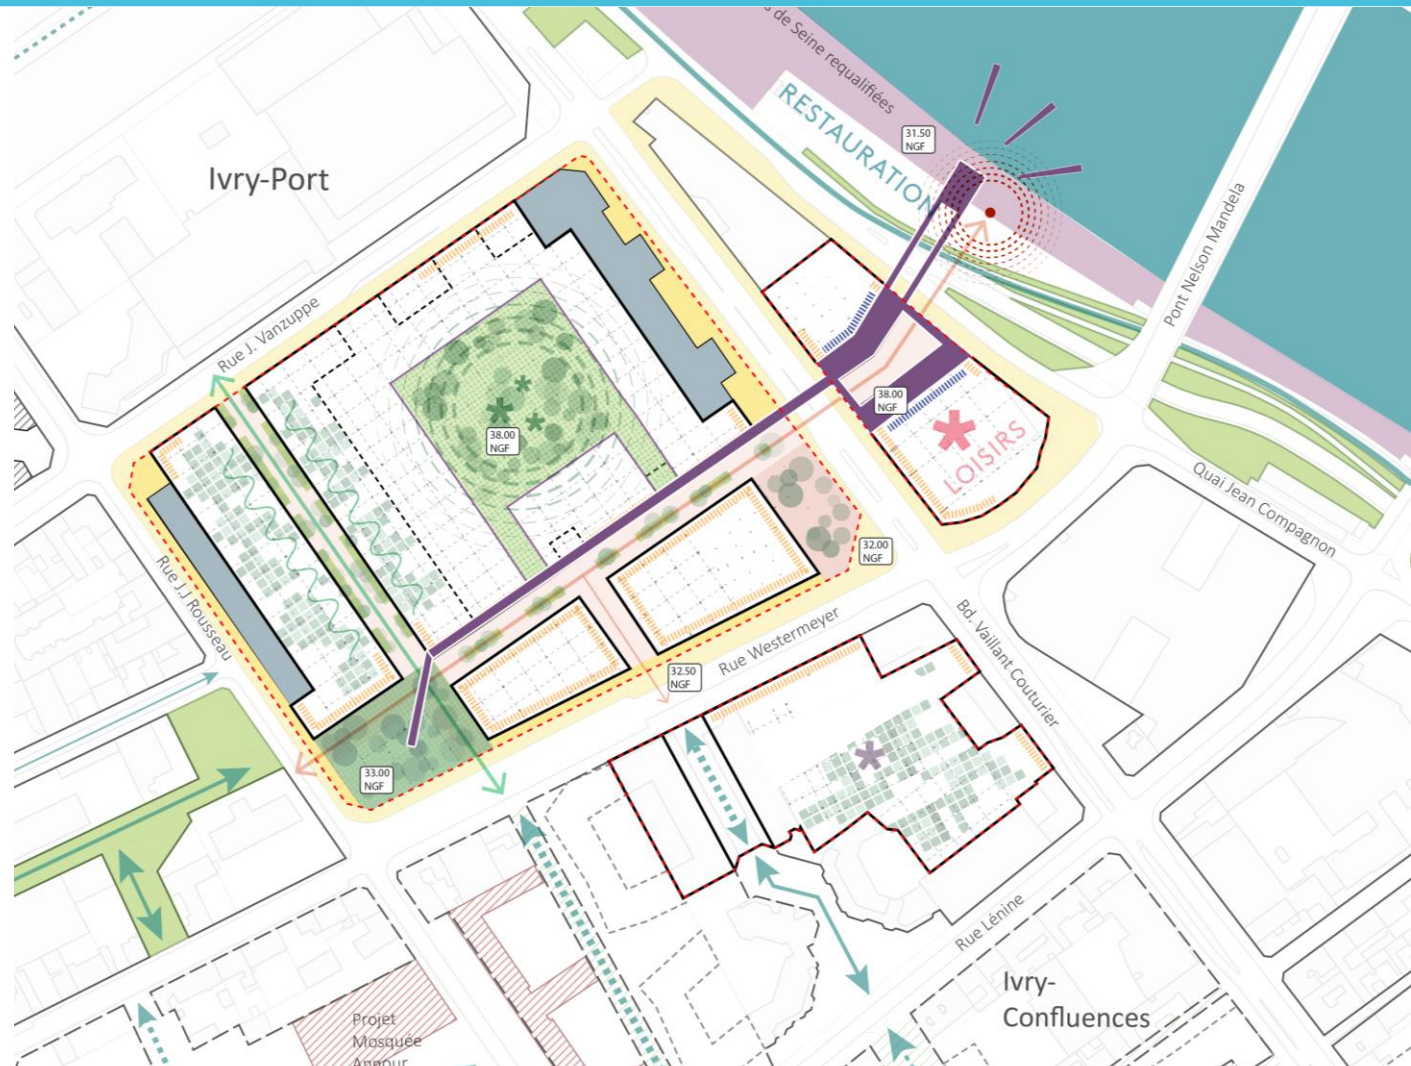 s de Seine requalifiées
RESTAURATION
31.50
NGF
Ivry-Port
Pont Nelson Mandela
Rue J. Vanzuppe
38.00
NGF
LOISIRS
38.00
NGF
Quai Jean Compagnon
32.00
NGF
Rue J.J Rousseau
Rue Westermeyer
Bd. Vaillant Couturier
32.50
NGF
33.00
NGF
Rue Lénine
Ivry-
Confluences
Projet
Mosquée
Annour